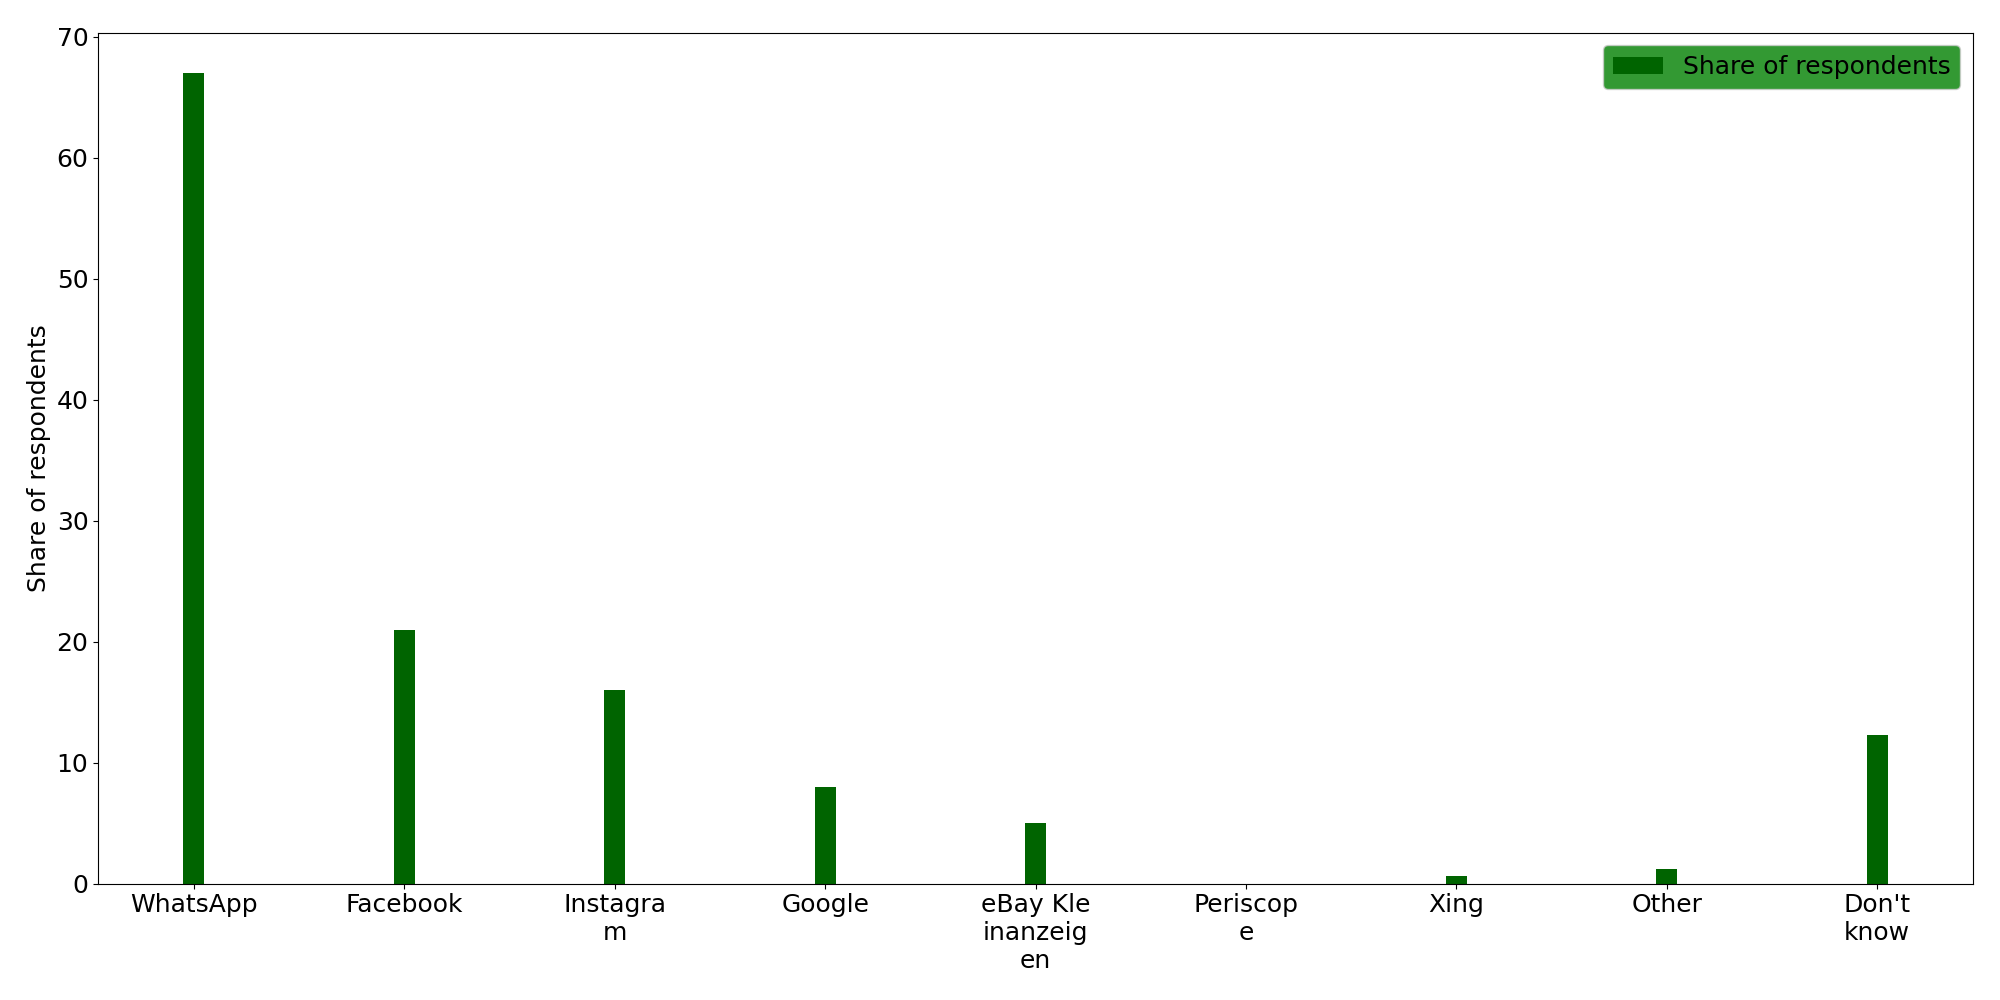 70
60
50
40
30
20
10
0
Share of respondents
Share of respondents
WhatsApp
Facebook
Instagra
m
Google
eBay Kle
inanzeig
en
Periscop
e
Xing
Other
Don't
know